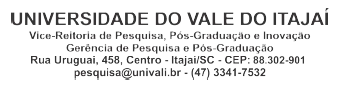 UNIVERSIDADE DO VALE DO ITAJAÍ
Vice-Reitoria de Pesquisa, Pós-Graduação e Inovação
Gerência de Pesquisa e Pós-Graduação
Rua Uruguai, 458, Centro - Itajaí/SC - CEP: 88.302-901
pesquisa@univali.br - (47) 3341-7532